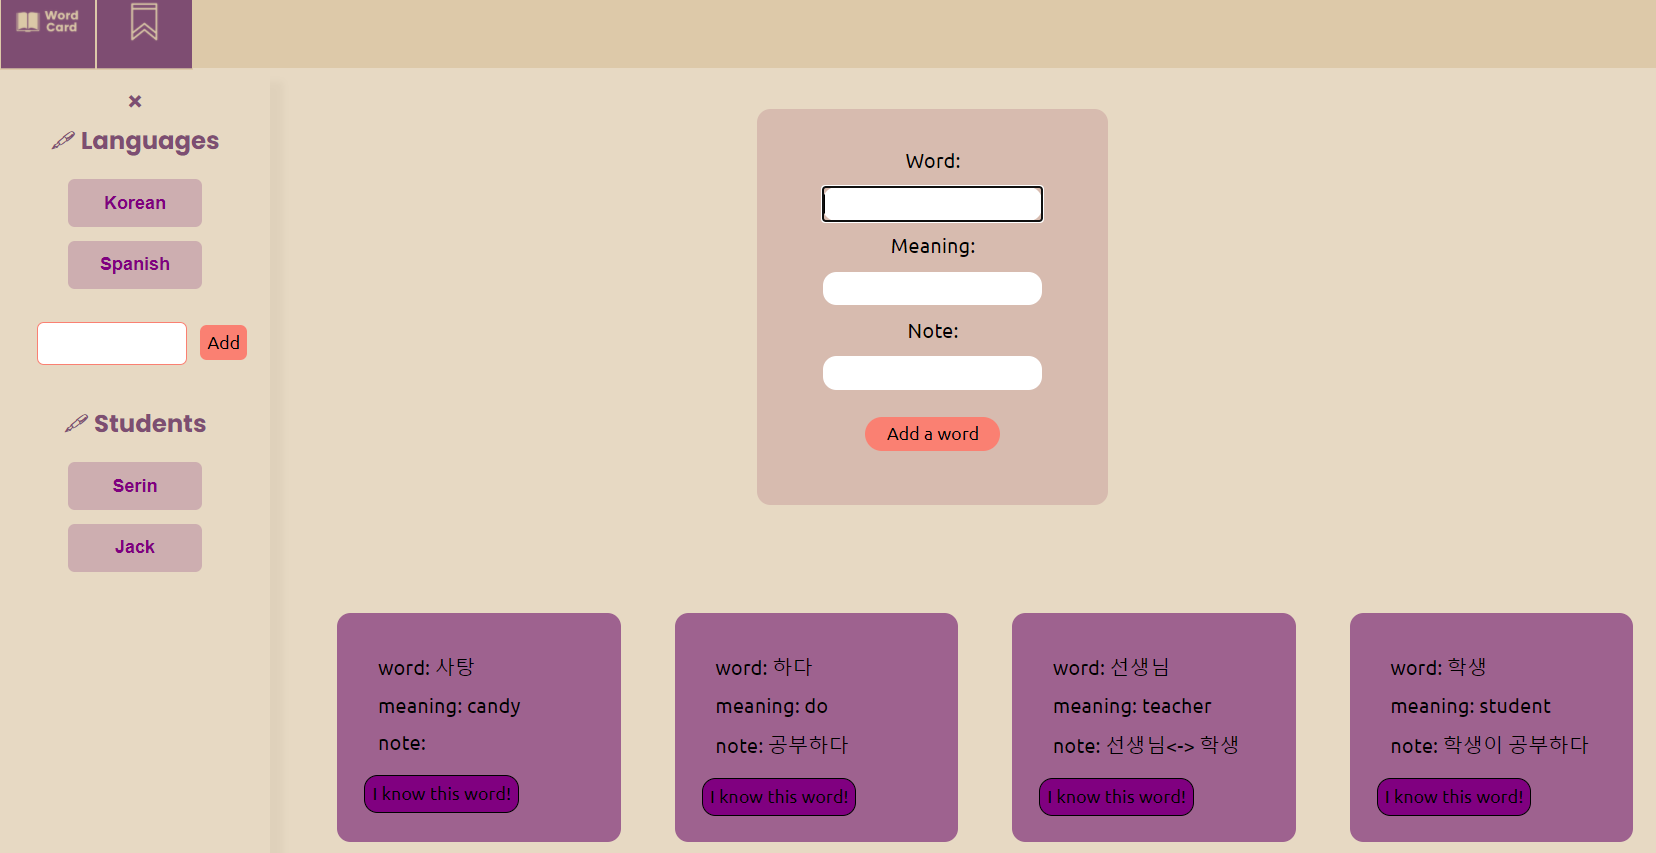 Word
Card
×
Languages
Korean
Spanish
Add
Students
Serin
Jack
Word:
Meaning:
Note:
Add a word
word: 사탕
meaning: candy
note:
I know this word!
word: 하다
meaning: do
note: 공부하다
I know this word!
word: 선생님
meaning: teacher
note: 선생님<-> 학생
I know this word!
word: 학생
meaning: student
note: 학생이 공부하다
I know this word!